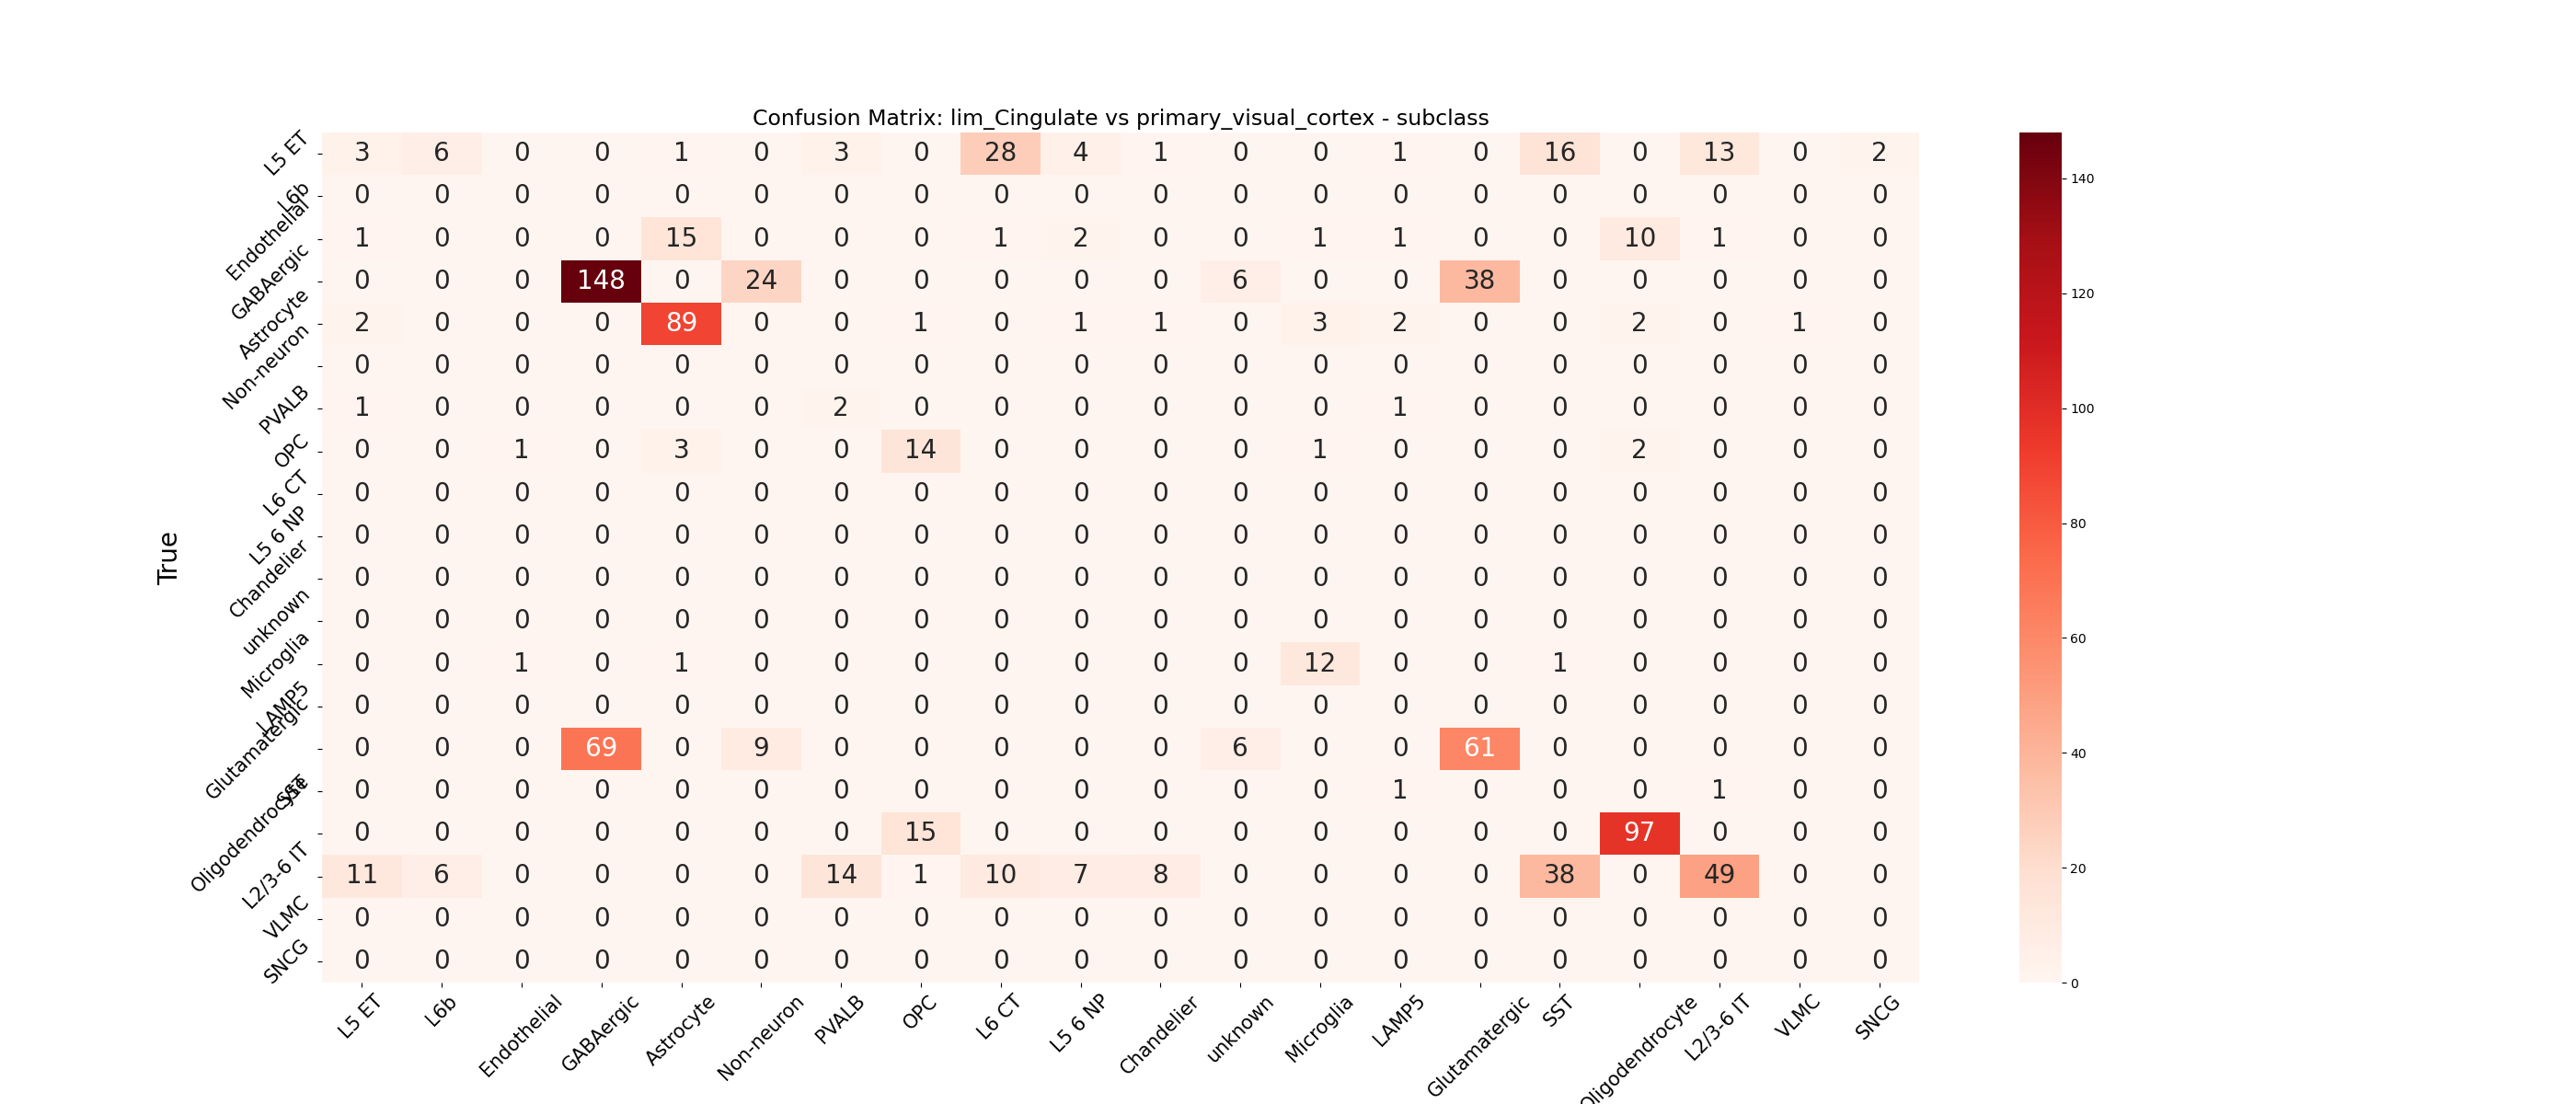 Confusion Matrix: lim_Cingulate vs primary_visual_cortex - subclass
True
L5 ET 3 6 0 0 1 0 3 0 28 4 1 0 0 1 0 16 0 13 0 2
L6b 0 0 0 0 0 0 0 0 0 0 0 0 0 0 0 0 0 0 0 0
Endothelial 1 0 0 0 15 0 0 0 1 2 0 0 1 1 0 0 10 1 0 0
GABAergic 0 0 0 148 0 24 0 0 0 0 0 6 0 0 38 0 0 0 0 0
Astrocyte 2 0 0 0 89 0 0 1 0 1 1 0 3 2 0 0 2 0 1 0
Non-neuron 0 0 0 0 0 0 0 0 0 0 0 0 0 0 0 0 0 0 0 0
PVALB 1 0 0 0 0 0 2 0 0 0 0 0 0 1 0 0 0 0 0 0
OPC 0 0 1 0 3 0 0 14 0 0 0 0 1 0 0 0 2 0 0 0
L6 CT 0 0 0 0 0 0 0 0 0 0 0 0 0 0 0 0 0 0 0 0
L5 6 NP 0 0 0 0 0 0 0 0 0 0 0 0 0 0 0 0 0 0 0 0
Chandelier 0 0 0 0 0 0 0 0 0 0 0 0 0 0 0 0 0 0 0 0
unknown 0 0 0 0 0 0 0 0 0 0 0 0 0 0 0 0 0 0 0 0
Microglia 0 0 1 0 1 0 0 0 0 0 0 0 12 0 0 1 0 0 0 0
LAMP5 0 0 0 0 0 0 0 0 0 0 0 0 0 0 0 0 0 0 0 0
Glutamatergic 0 0 0 69 0 9 0 0 0 0 0 6 0 0 61 0 0 0 0 0
SST 0 0 0 0 0 0 0 0 0 0 0 0 0 1 0 0 0 1 0 0
Oligodendrocyte 0 0 0 0 0 0 0 15 0 0 0 0 0 0 0 0 97 0 0 0
L2/3-6 IT 11 6 0 0 0 0 14 1 10 7 8 0 0 0 0 38 0 49 0 0
VLMC 0 0 0 0 0 0 0 0 0 0 0 0 0 0 0 0 0 0 0 0
SNCG 0 0 0 0 0 0 0 0 0 0 0 0 0 0 0 0 0 0 0 0
L5 ET L6b Endothelial GABAergic Astrocyte Non-neuron PVALB OPC L6 CT L5 6 NP Chandelier unknown Microglia LAMP5 Glutamatergic SST Oligodendrocyte L2/3-6 IT VLMC SNCG
140
120
100
80
60
40
20
0